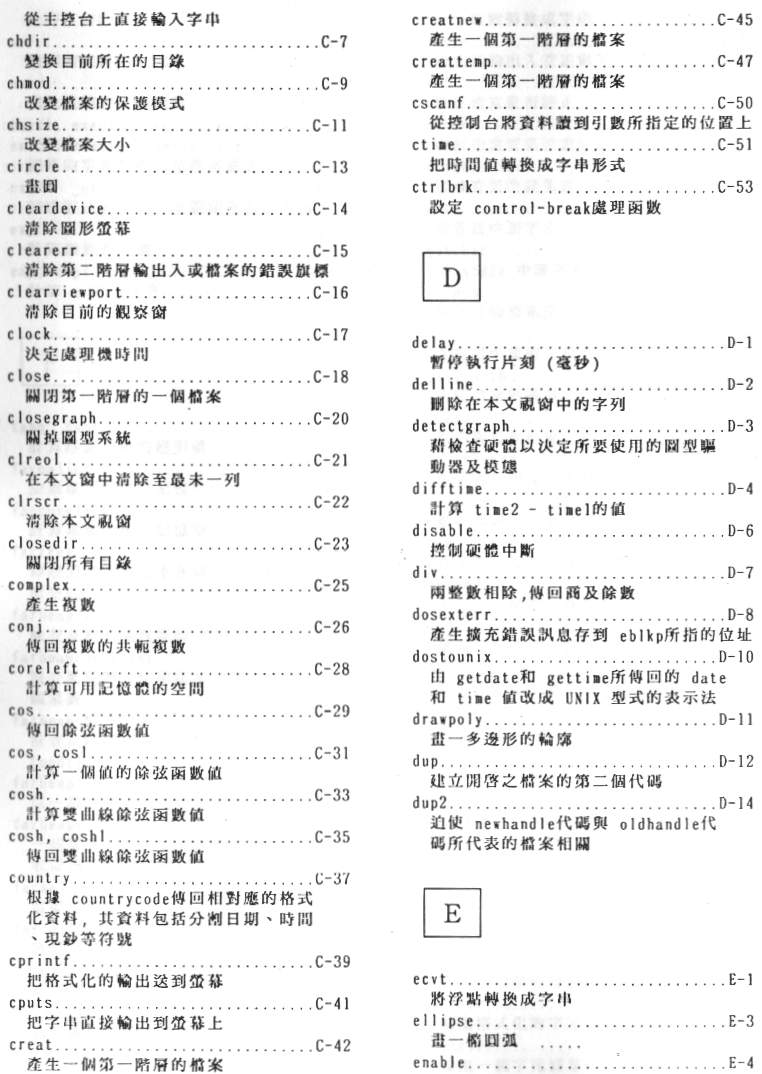 從主控台上直接輸入字串
chdir..............................C-7
變換目前所在的目錄
chmod..............................C-9
改變檔案的保護模式
chsize.............................C-11
改變檔案大小
circle.............................C-13
畫圓
cleardevice........................C-14
清除圖形螢幕
clearerr...........................C-15
清除第二階層輸出入或檔案的錯誤旗標
clearviewport......................C-16
清除目前的觀察窗
clock..............................C-17
決定處理機時間
close..............................C-18
關閉第一階層的一個檔案
closegraph.........................C-20
關掉圖型系統
clreol.............................C-21
在本文窗中清除至最未一列
clrscr.............................C-22
清除本文視窗
closedir...........................C-23
關閉所有目錄
complex............................C-25
產生複數
conj...............................C-26
傳回複數的共軛複數
coreleft...........................C-28
計算可用記憶體的空間
cos................................C-29
傳回餘弦函數值
cos, cosl..........................C-31
計算一個值的餘弦函數值
cosh...............................C-33
計算雙曲線餘弦函數值
cosh, coshl........................C-35
傳回雙曲線餘弦函數值
country............................C-37
根據 countrycode傳回相對應的格式
化資料, 其資料包括分割日期、時間
、現鈔等符號
cprintf............................C-39
把格式化的輸出送到螢幕
cputs..............................C-41
把字串直接輸出到螢幕上
creat..............................C-42
產生一個第一階層的檔案
creatnew...........................C-45
產生一個第一階層的檔案
creattemp..........................C-47
產生一個第一階層的檔案
cscanf.............................C-50
從控制台將資料讀到引數所指定的位置上
ctime..............................C-51
把時間值轉換成字串形式
ctrlbrk............................C-53
設定 control-break處理函數
D
delay..............................D-1
暫停執行片刻 (毫秒)
delline............................D-2
刪除在本文視窗中的字列
detectgraph........................D-3
藉檢查硬體以決定所要使用的圖型驅
動器及模態
difftime...........................D-4
計算 time2 - time1的值
disable............................D-6
控制硬體中斷
div................................D-7
兩整數相除,傳回商及餘數
dosexterr..........................D-8
產生擴充錯誤訊息存到 eblkp所指的位址
dostounix..........................D-10
由 getdate和 gettime所傳回的 date
和 time 值改成 UNIX 型式的表示法
drawpoly...........................D-11
畫一多邊形的輪廓
dup................................D-12
建立開啓之檔案的第二個代碼
dup2...............................D-14
迫使 newhandle代碼與 oldhandle代
碼所代表的檔案相關
E
ecvt...............................E-1
將浮點轉換成字串
ellipse............................E-3
畫一橢圓弧 .....
enable.............................E-4